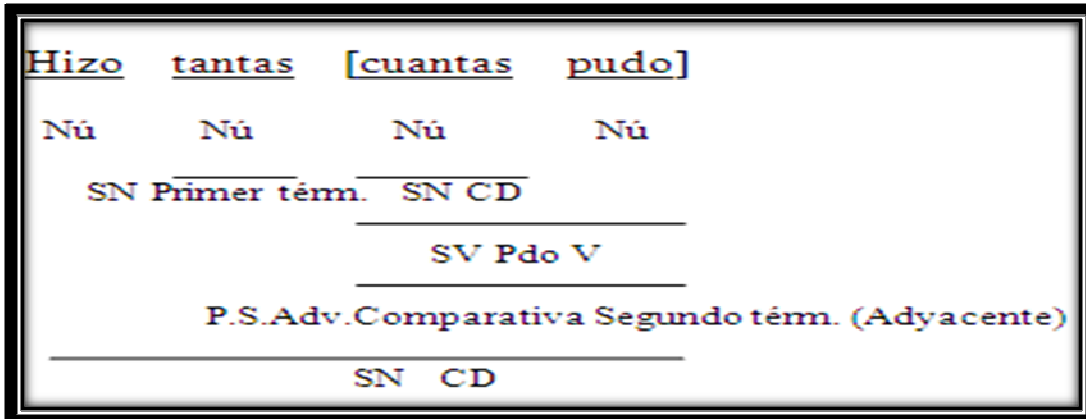 Hizo tantas [cuantas pudo]
Nú Nú Nú Nú
SN Primer térm. SN CD
SV Pdo V
P.S.Adv.Comparativa Segundo térm. (Adyacente)
SN CD